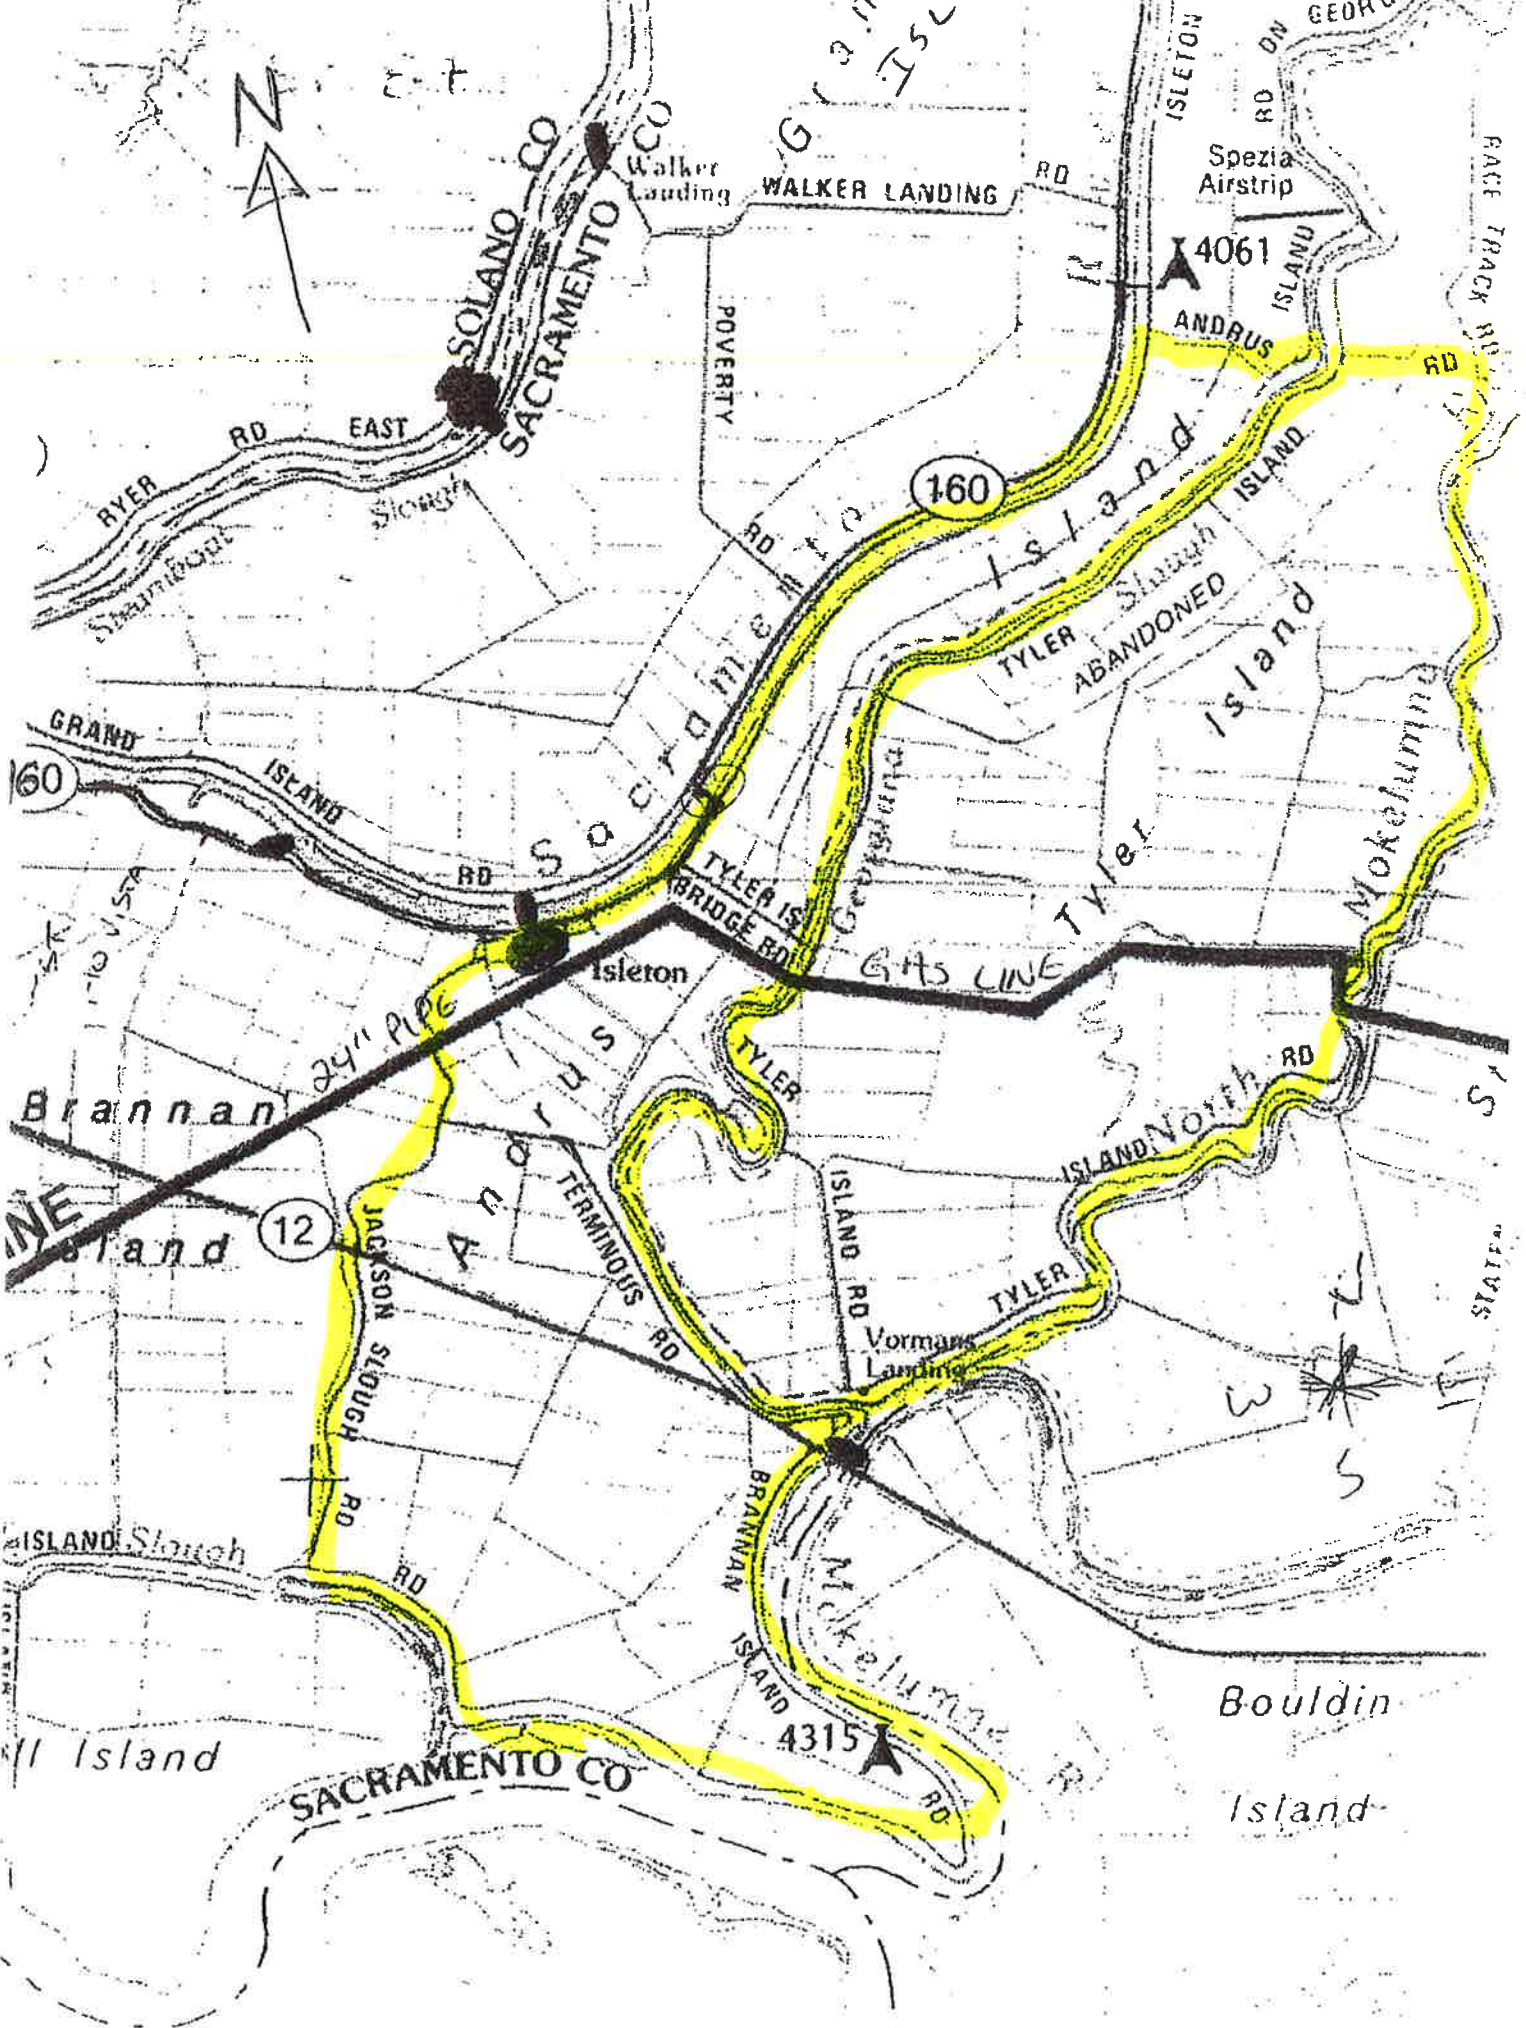 GEORG
ISLETON
ON
RD
N
SOLANO CO
SACRAMENTO CO
Walker
Landing
WALKER LANDING
RD
Spezia
Airstrip
RACE TRACK RD
4061
ISLAND
ANDRUS
RD
POVERTY
RD
RYER
RD
EAST
Steamboat
Slough
160
Island
ISLAND
Slough
TYLER
ABANDONED
Tyler Island
Sacramento
R
Georgiana
Mokelumne
GRAND
ISLAND
RD
160
TYLER IS
BRIDGE RD
GAS LINE
Isleton
24" PIPE
TYLER
Brannan
Island
12
Andrus
TERMINOUS
RD
ISLAND RD
JACKSON SLOUGH
RD
ISLAND
North
RD
TYLER
Vormans
Landing
W
S
ISLAND
Slough
RD
BRANNAN
ISLAND
RD
Mokelumne
R
4315
Bouldin
Island
ll Island
SACRAMENTO CO